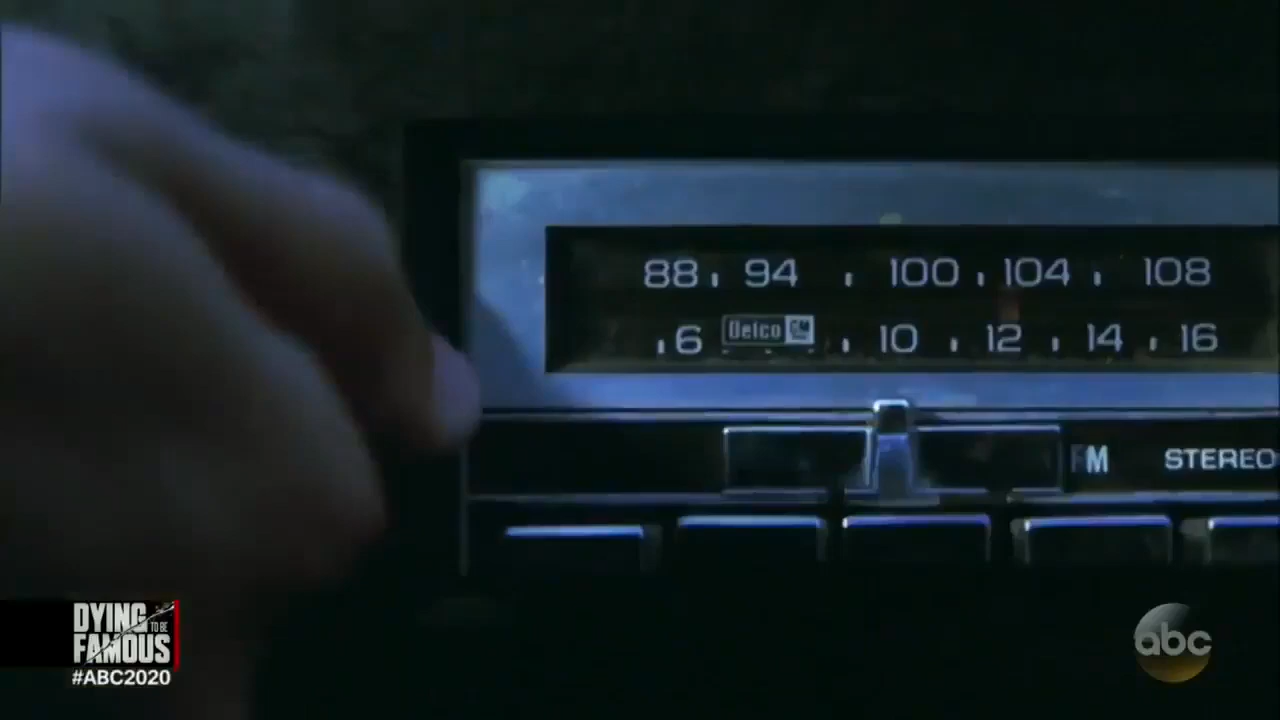 88 94 100 104 108
6 Delco GM 10 12 14 16
FM STEREO
DYING
TO BE
FAMOUS
#ABC2020
abc